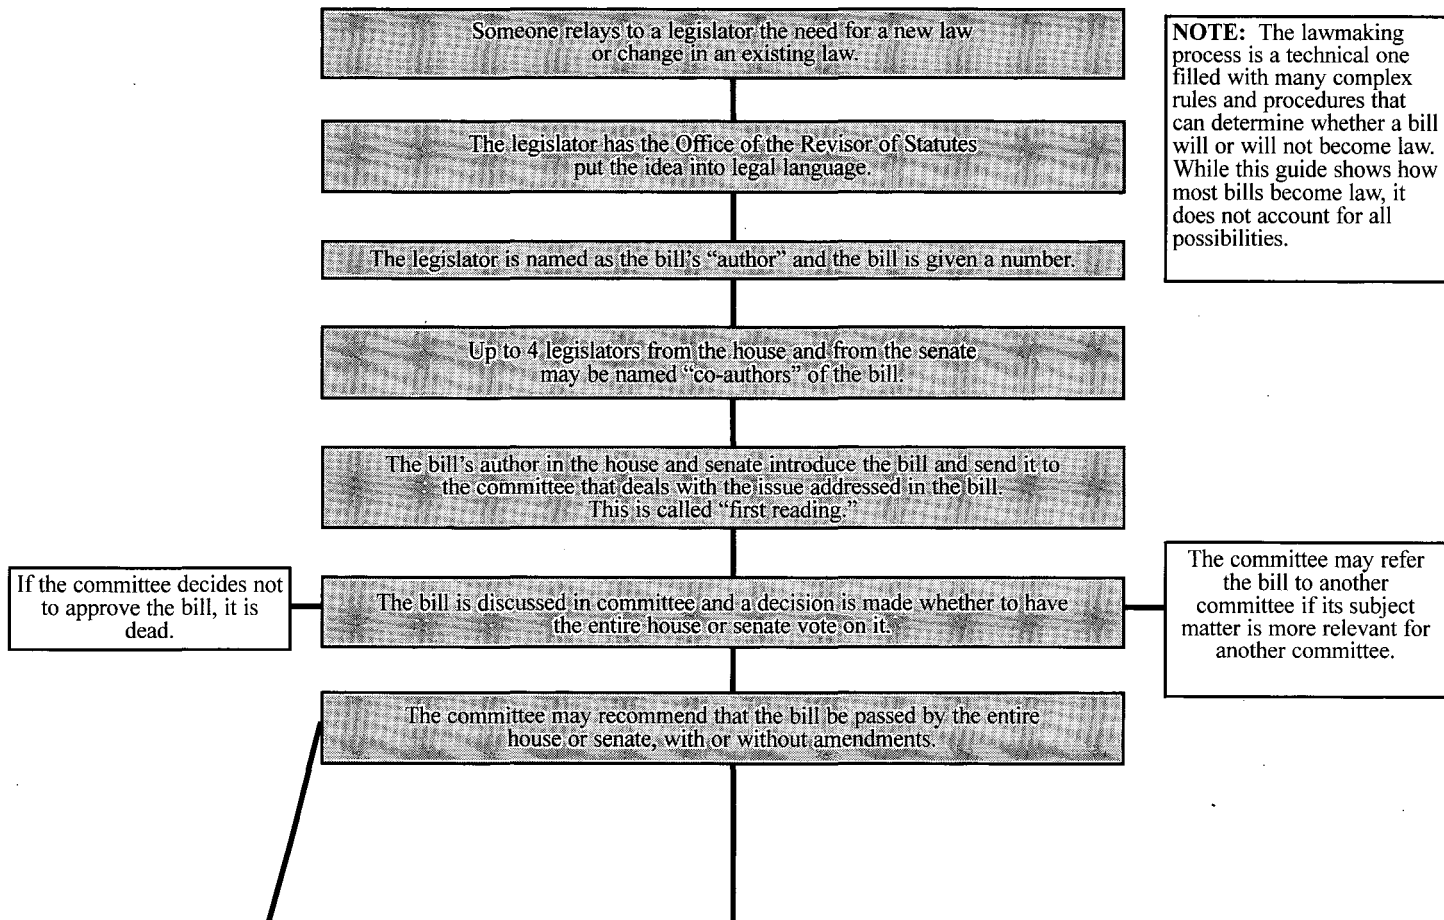 Someone relays to a legislator the need for a new law
or change in an existing law.
NOTE: The lawmaking
process is a technical one
filled with many complex
rules and procedures that
can determine whether a bill
will or will not become law.
While this guide shows how
most bills become law, it
does not account for all
possibilities.
The legislator has the Office of the Revisor of Statutes
put the idea into legal language.
The legislator is named as the bill's “author” and the bill is given a number.
Up to 4 legislators from the house and from the senate
may be named “co-authors” of the bill.
The bill's author in the house and senate introduce the bill and send it to
the committee that deals with the issue addressed in the bill.
This is called “first reading.”
If the committee decides not
to approve the bill, it is
dead.
The bill is discussed in committee and a decision is made whether to have
the entire house or senate vote on it.
The committee may refer
the bill to another
committee if its subject
matter is more relevant for
another committee.
The committee may recommend that the bill be passed by the entire
house or senate, with or without amendments.